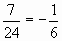 7/24 = -1/6